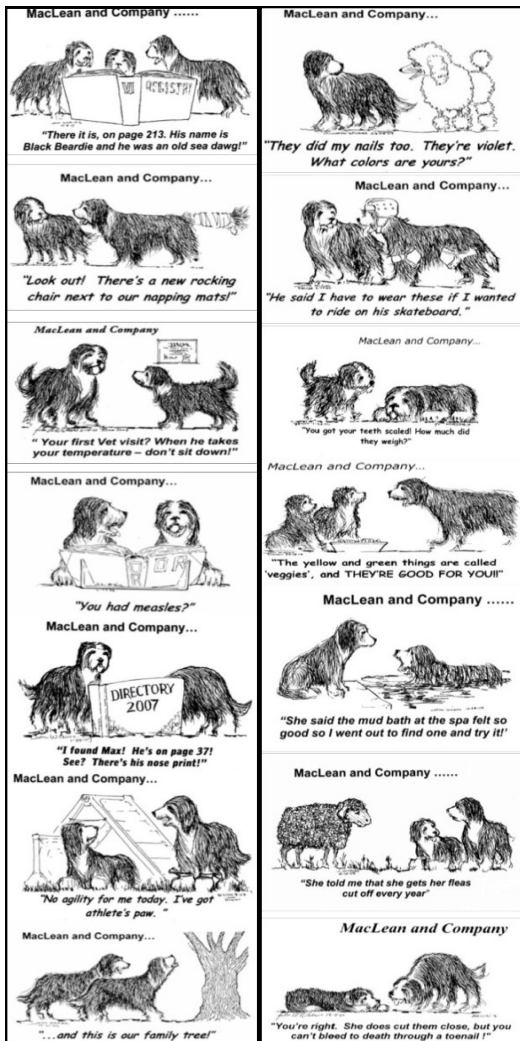 MacLean and Company ......
VI REGISTRY
"There it is, on page 213. His name is
Black Beardie and he was an old sea dawg!"
MacLean and Company...
"Look out! There's a new rocking
chair next to our napping mats!"
MacLean and Company
" Your first Vet visit? When he takes
your temperature – don't sit down!"
MacLean and Company...
"You had measles?"
MacLean and Company...
DIRECTORY
2007
"I found Max! He's on page 37!
See? There's his nose print!"
MacLean and Company...
"No agility for me today. I've got
athlete's paw. "
MacLean and Company...
"...and this is our family tree!"
MacLean and Company...
"They did my nails too. They're violet.
What colors are yours?"
MacLean and Company...
"He said I have to wear these if I wanted
to ride on his skateboard. "
MacLean and Company...
"You got your teeth scaled! How much did
they weigh?"
MacLean and Company...
"The yellow and green things are called
'veggies', and THEY'RE GOOD FOR YOU!!"
MacLean and Company ......
"She said the mud bath at the spa felt so
good so I went out to find one and try it!'
MacLean and Company ......
"She told me that she gets her fleas
cut off every year"
MacLean and Company
"You're right. She does cut them close, but you
can't bleed to death through a toenail !"